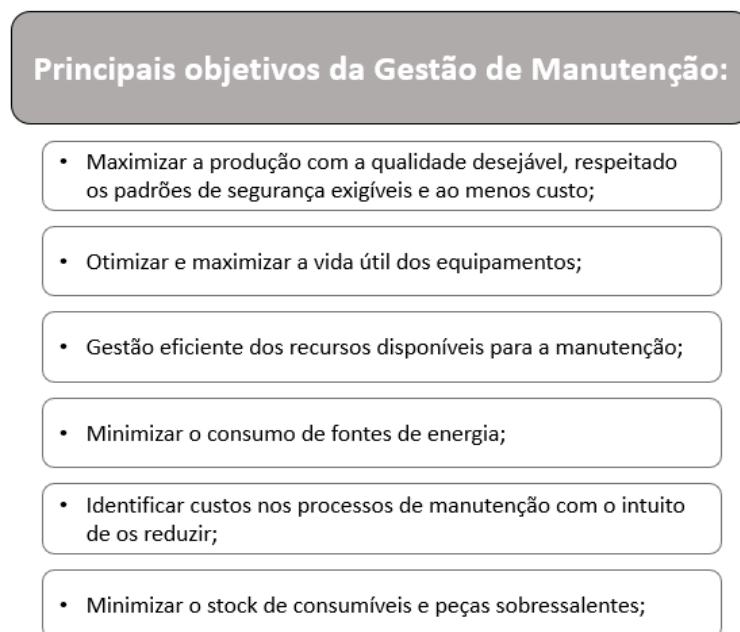 Principais objetivos da Gestão de Manutenção:
• Maximizar a produção com a qualidade desejável, respeitado
os padrões de segurança exigíveis e ao menos custo;
• Otimizar e maximizar a vida útil dos equipamentos;
• Gestão eficiente dos recursos disponíveis para a manutenção;
• Minimizar o consumo de fontes de energia;
• Identificar custos nos processos de manutenção com o intuito
de os reduzir;
• Minimizar o stock de consumíveis e peças sobressalentes;